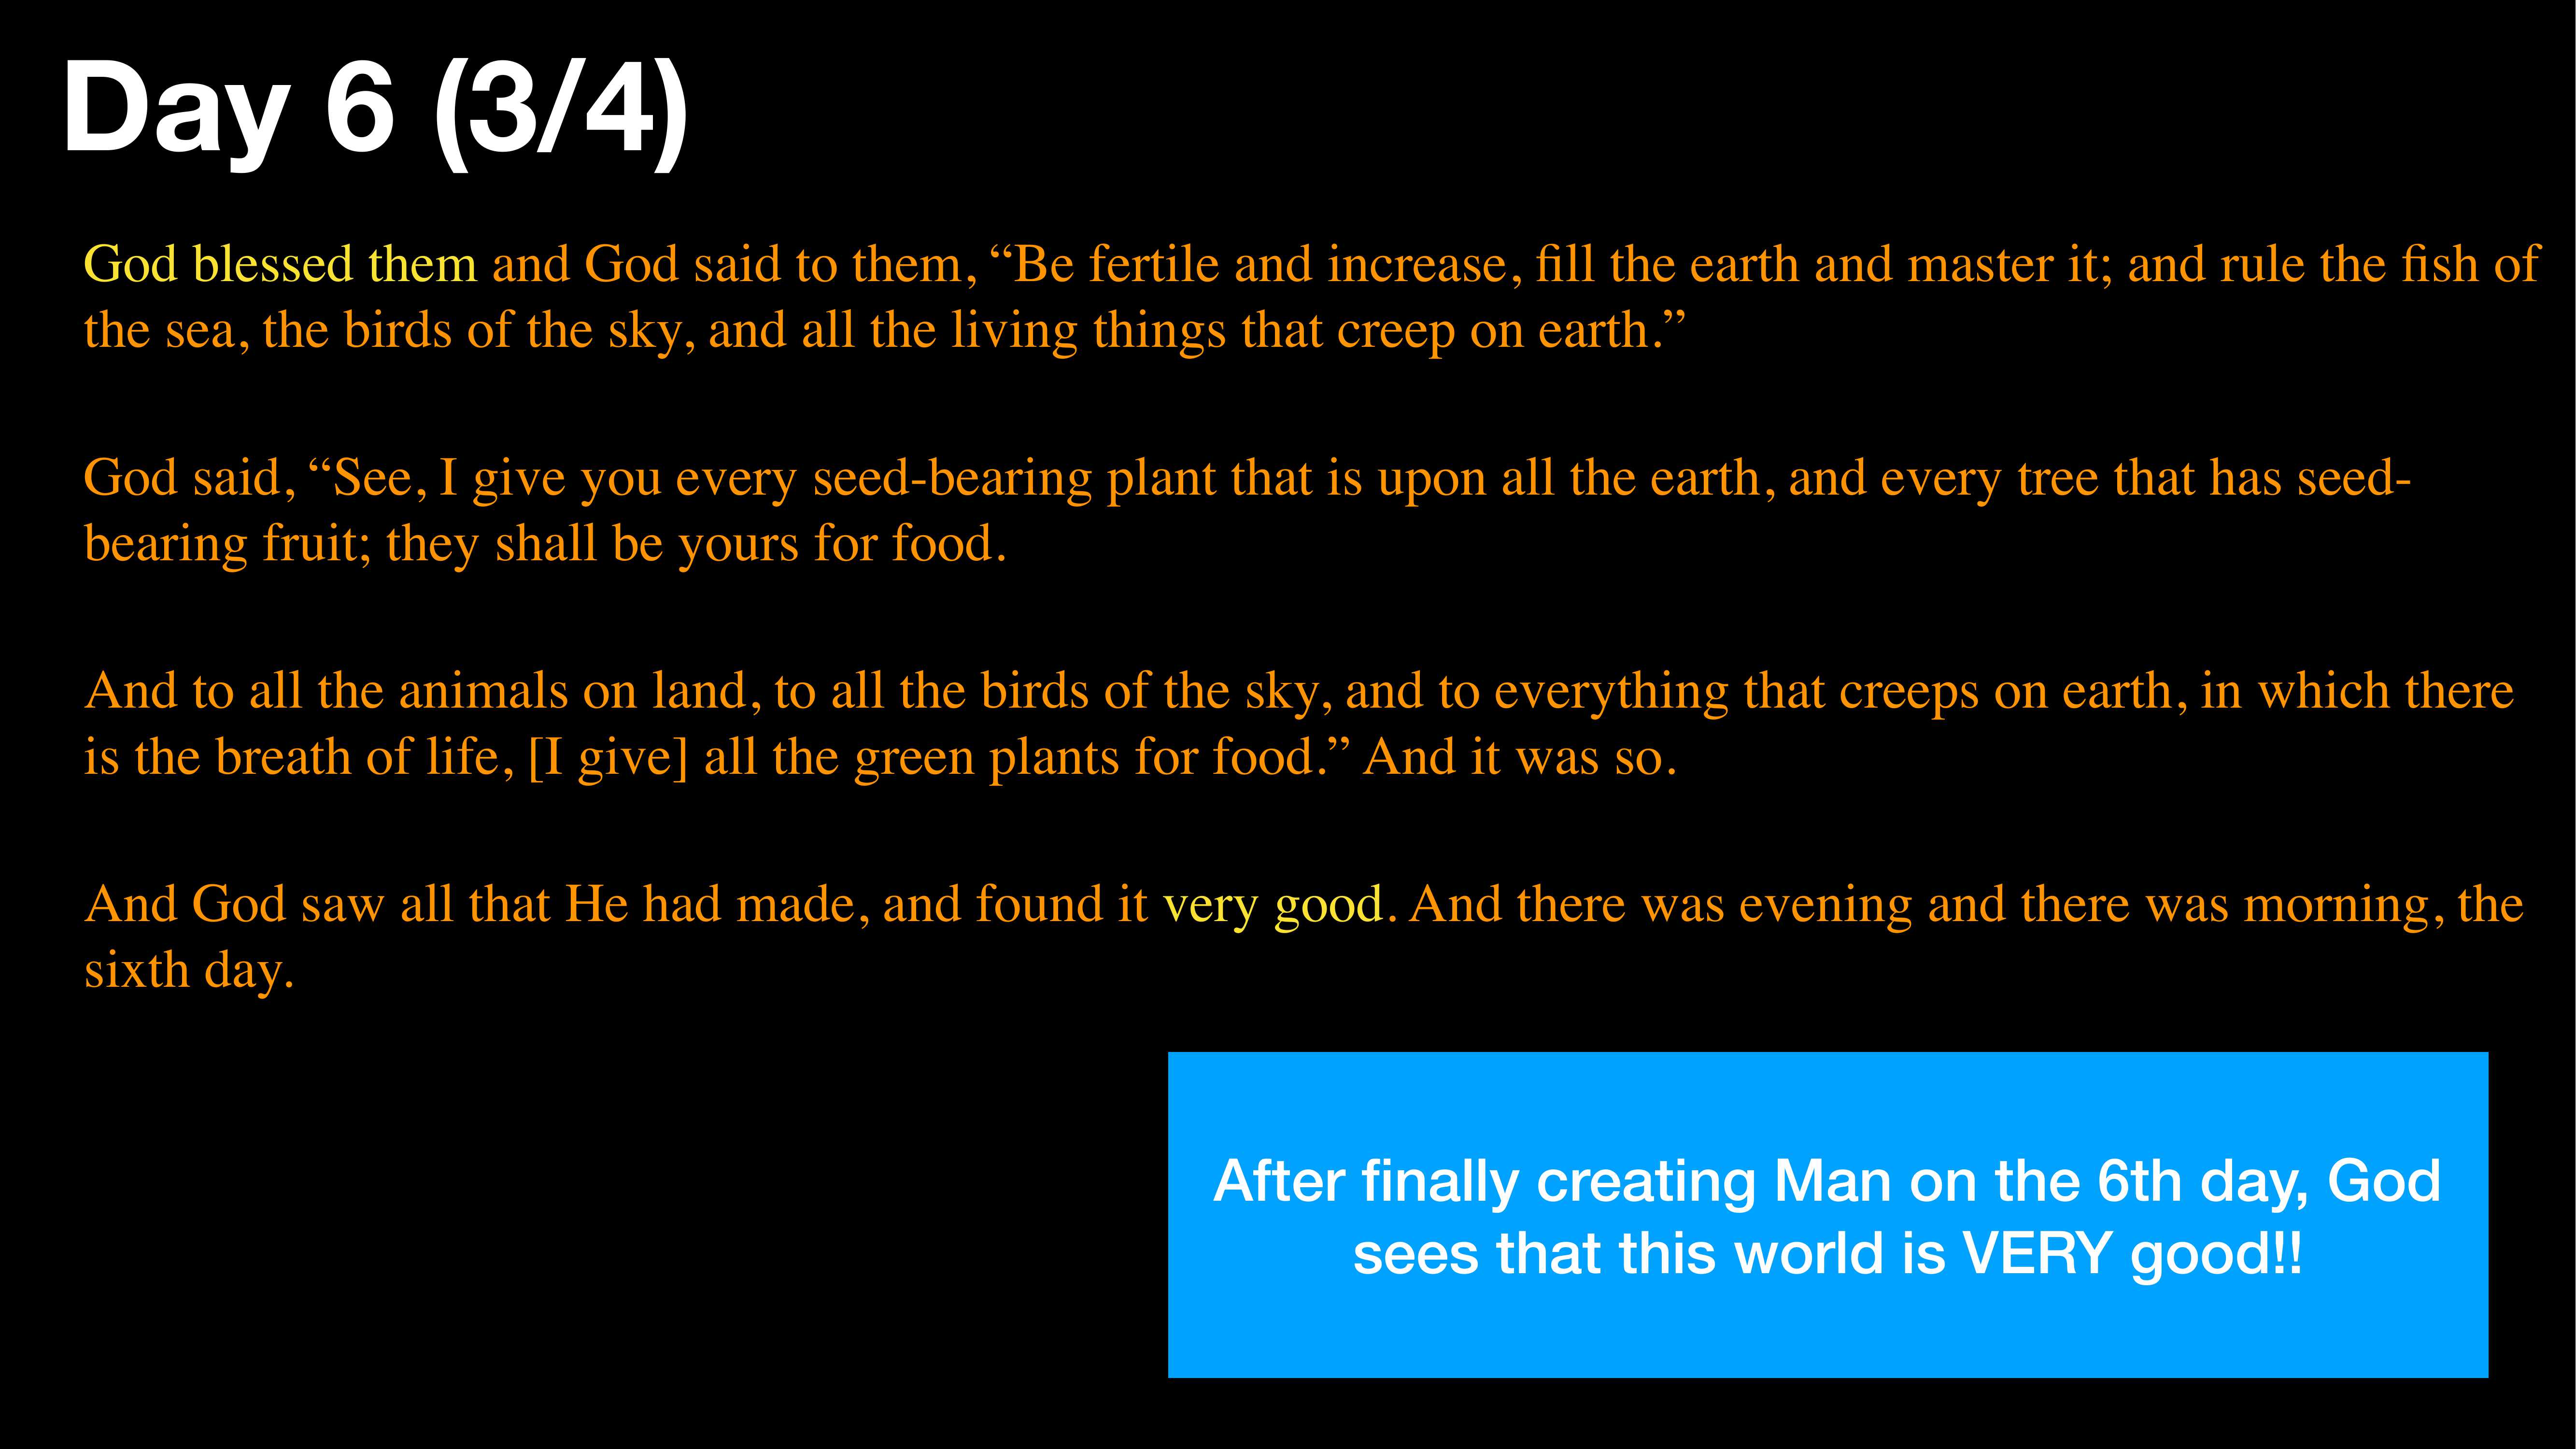 Day 6 (3/4)
God blessed them and God said to them, “Be fertile and increase, fill the earth and master it; and rule the fish of
the sea, the birds of the sky, and all the living things that creep on earth.”
God said, “See, I give you every seed-bearing plant that is upon all the earth, and every tree that has seed-
bearing fruit; they shall be yours for food.
And to all the animals on land, to all the birds of the sky, and to everything that creeps on earth, in which there
is the breath of life, [I give] all the green plants for food.” And it was so.
And God saw all that He had made, and found it very good. And there was evening and there was morning, the
sixth day.
After finally creating Man on the 6th day, God
sees that this world is VERY good!!